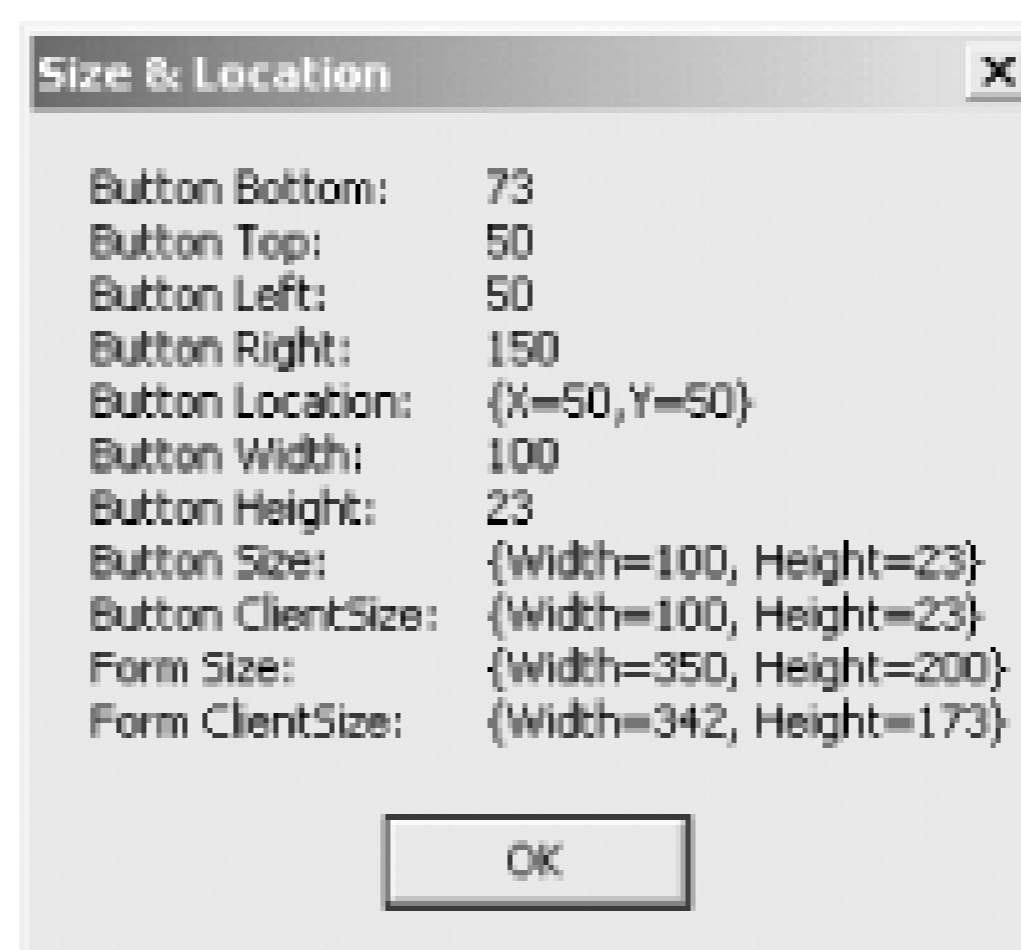 Size & Location
Button Bottom: 73
Button Top: 50
Button Left: 50
Button Right: 150
Button Location: {X=50,Y=50}
Button Width: 100
Button Height: 23
Button Size: {Width=100, Height=23}
Button ClientSize: {Width=100, Height=23}
Form Size: {Width=350, Height=200}
Form ClientSize: {Width=342, Height=173}
OK